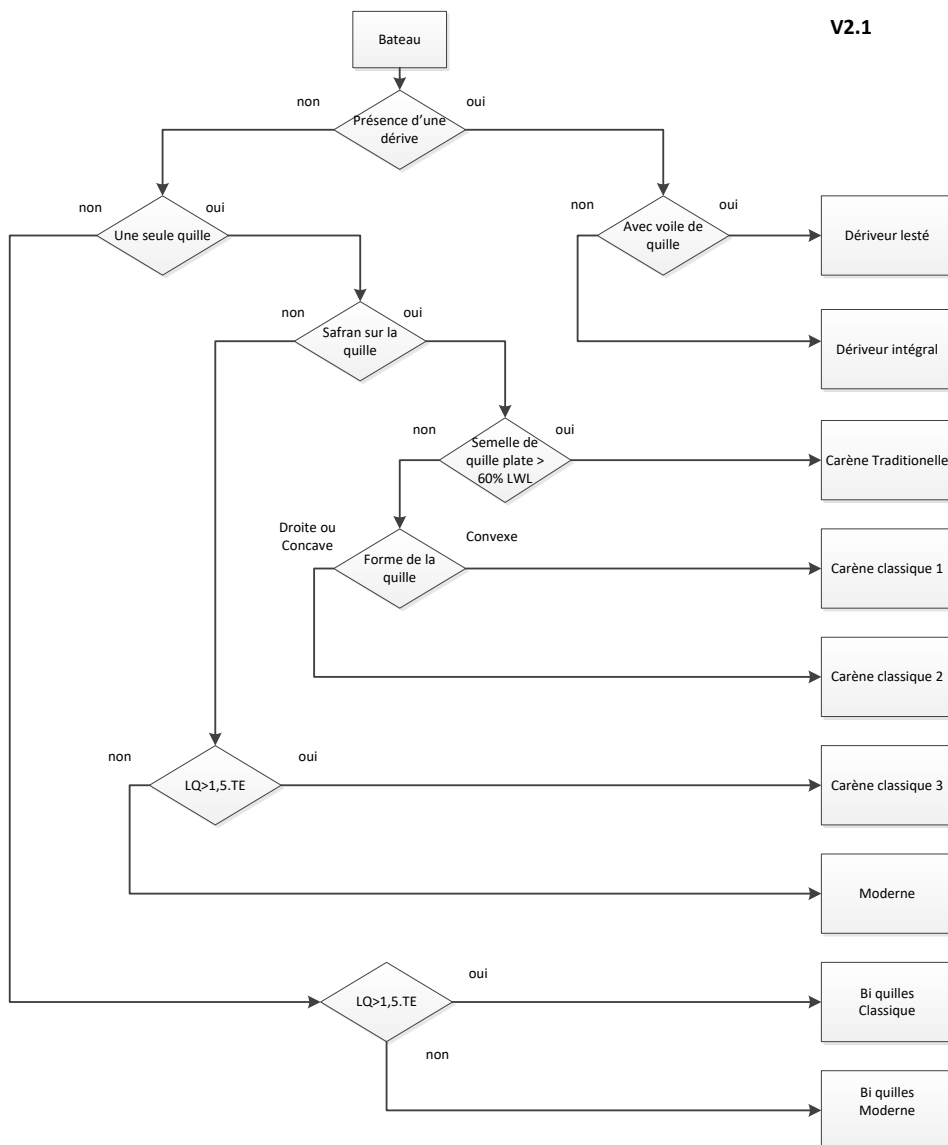 V2.1
Bateau
non
oui
Présence d’une
dérive
non
oui
Une seule quille
non
oui
Avec voile de
quille
Dériveur lesté
non
oui
Safran sur la
quille
Dériveur intégral
non
oui
Semelle de
quille plate >
60% LWL
Carène Traditionelle
Droite ou
Concave
Convexe
Forme de la
quille
Carène classique 1
Carène classique 2
non
oui
LQ>1,5.TE
Carène classique 3
Moderne
oui
LQ>1,5.TE
Bi quilles
Classique
non
Bi quilles
Moderne